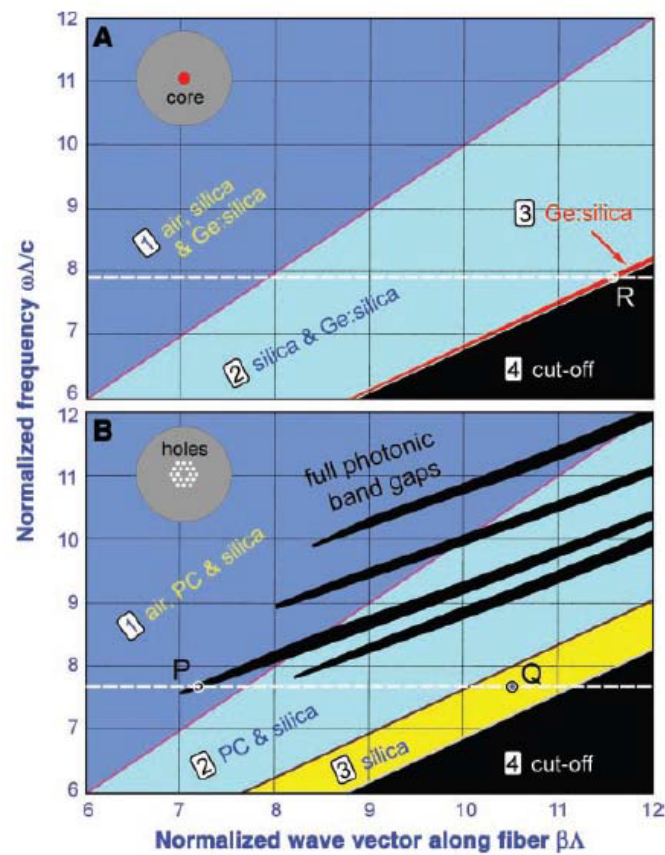 Normalized frequency ωΛ/c
12
A
core
11
10
1 air, silica
& Ge:silica
9
3 Ge:silica
8
R
7
2 silica & Ge:silica
4 cut-off
6
12
B
holes
full photonic
band gaps
11
10
1 air, PC & silica
9
8
P
Q
7
2 PC & silica
3 silica
4 cut-off
6
6 7 8 9 10 11 12
Normalized wave vector along fiber βΛ